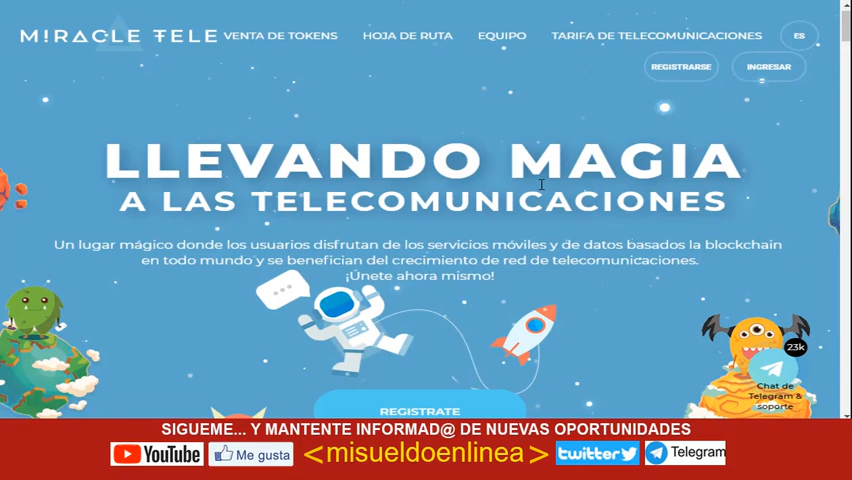 MIRACLE TELE VENTA DE TOKENS HOJA DE RUTA EQUIPO TARIFA DE TELECOMUNICACIONES ES
REGISTRARSE INGRESAR
LLEVANDO MAGIA
A LAS TELECOMUNICACIONES
Un lugar mágico donde los usuarios disfrutan de los servicios móviles y de datos basados la blockchain
en todo mundo y se benefician del crecimiento de red de telecomunicaciones.
¡Únete ahora mismo!
23k
Chat de
Telegram &
soporte
REGISTRATE
SIGUEME... Y MANTENTE INFORMAD@ DE NUEVAS OPORTUNIDADES
YouTube Me gusta <misueldoenlinea> twitter Telegram